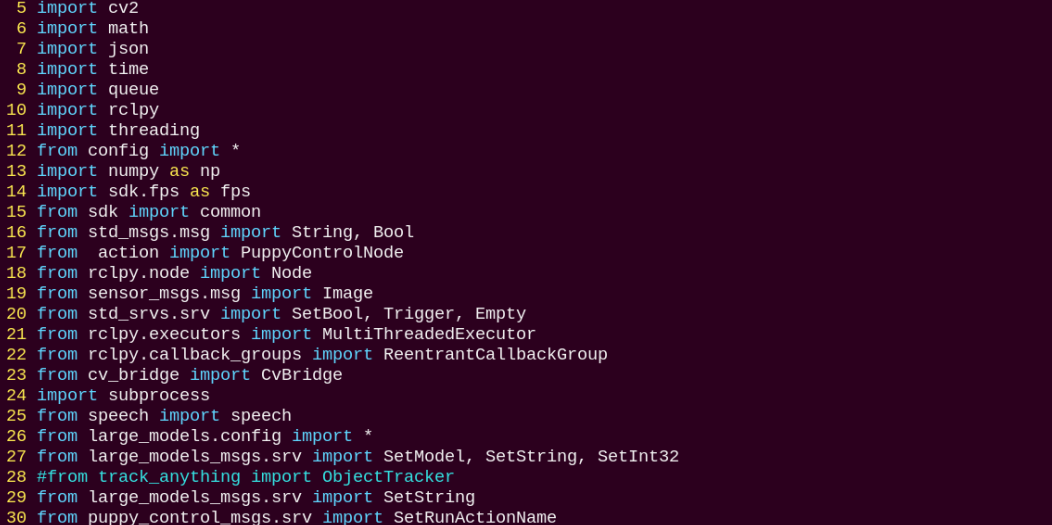 5 import cv2
6 import math
7 import json
8 import time
9 import queue
10 import rclpy
11 import threading
12 from config import *
13 import numpy as np
14 import sdk.fps as fps
15 from sdk import common
16 from std_msgs.msg import String, Bool
17 from  action import PuppyControlNode
18 from rclpy.node import Node
19 from sensor_msgs.msg import Image
20 from std_srvs.srv import SetBool, Trigger, Empty
21 from rclpy.executors import MultiThreadedExecutor
22 from rclpy.callback_groups import ReentrantCallbackGroup
23 from cv_bridge import CvBridge
24 import subprocess
25 from speech import speech
26 from large_models.config import *
27 from large_models_msgs.srv import SetModel, SetString, SetInt32
28 #from track_anything import ObjectTracker
29 from large_models_msgs.srv import SetString
30 from puppy_control_msgs.srv import SetRunActionName